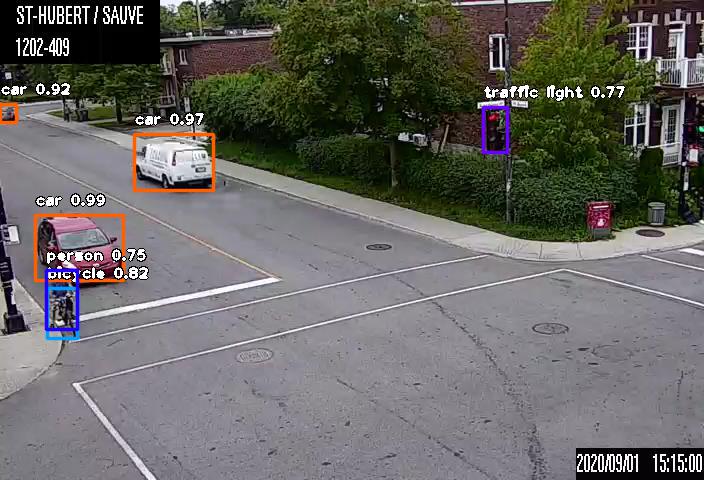 ST-HUBERT / SAUVE
1202-409
car 0.92
traffic light 0.77
car 0.97
car 0.99
person 0.75
bicycle 0.82
2020/09/01 15:15:00